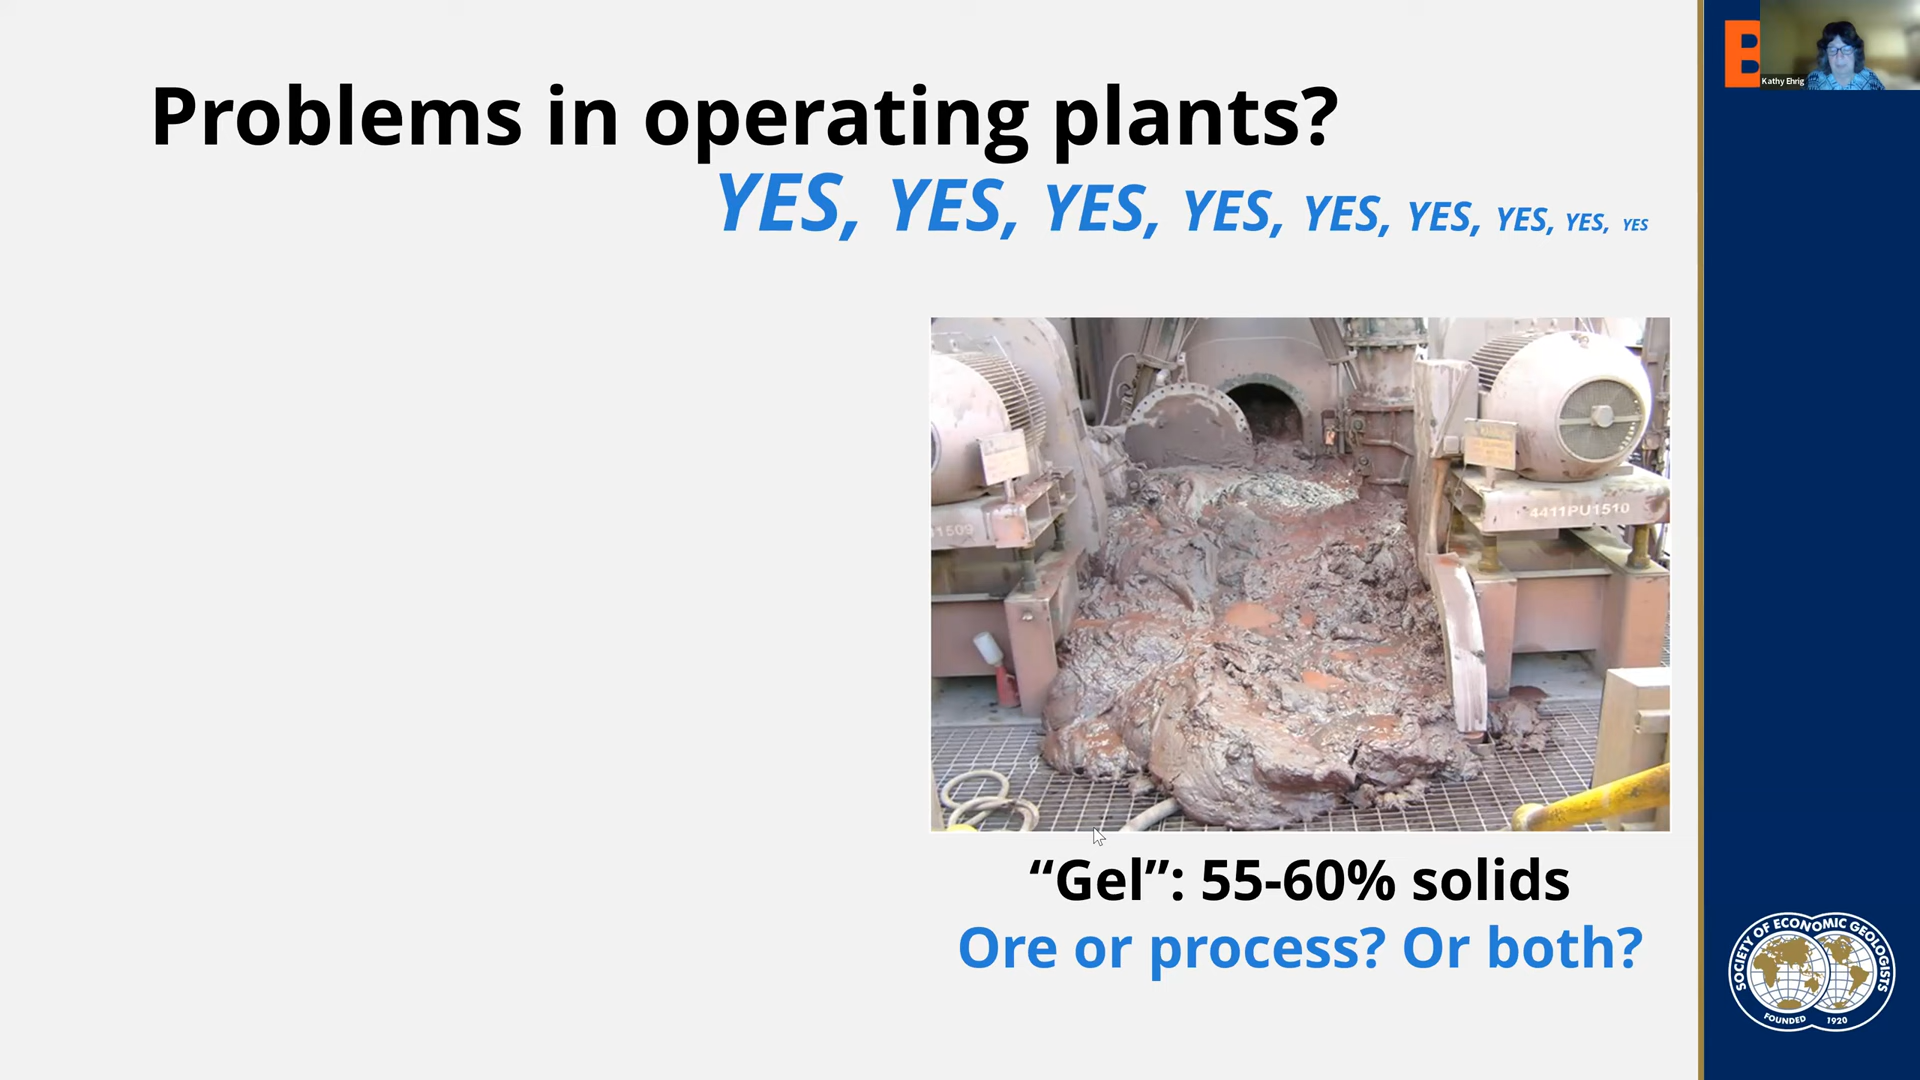 Problems in operating plants?
YES, YES, YES, YES, YES, YES, YES, YES, YES
Kathy Ehrig
1509
4411PU1510
“Gel”: 55-60% solids
Ore or process? Or both?
SOCIETY OF ECONOMIC GEOLOGISTS
FOUNDED 1920